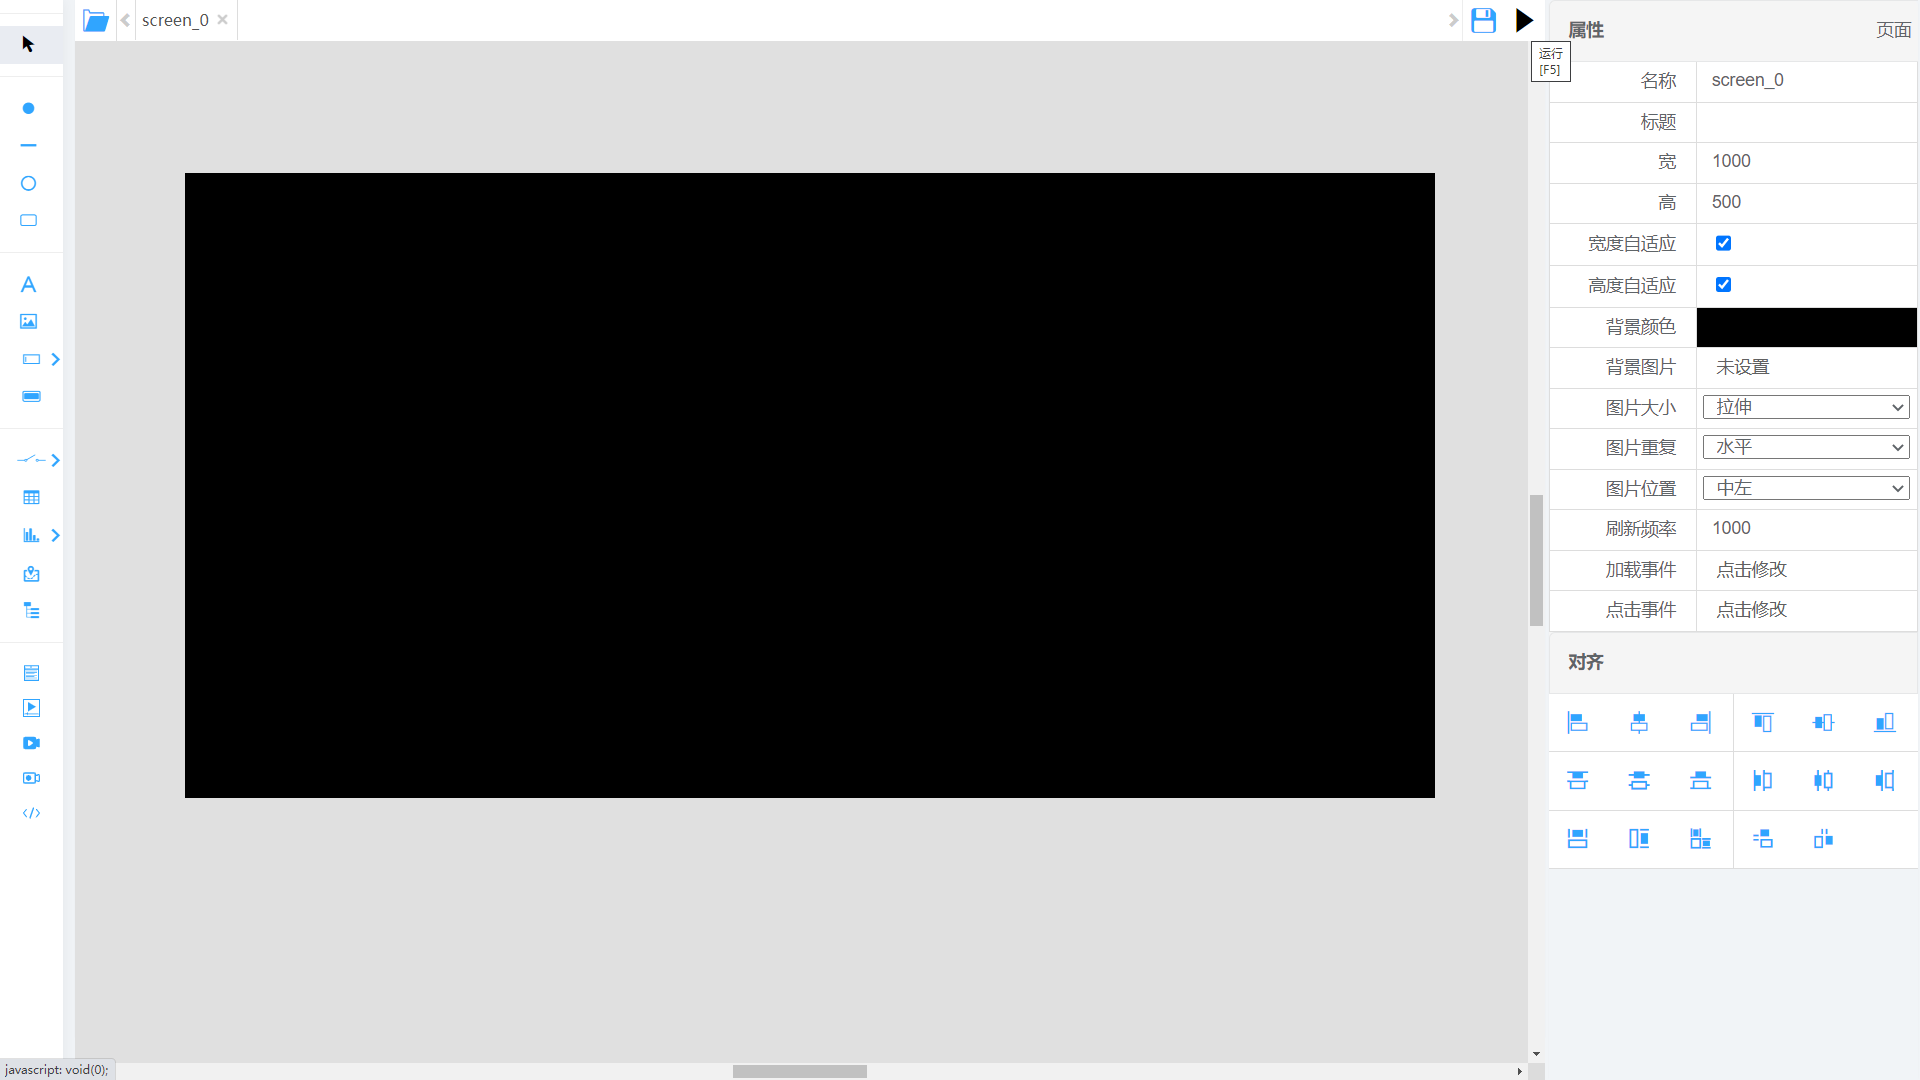 screen_0
运行
[F5]
属性
页面
名称
screen_0
标题
宽
1000
高
500
宽度自适应
高度自适应
背景颜色
背景图片
未设置
图片大小
拉伸
图片重复
水平
图片位置
中左
刷新频率
1000
加载事件
点击修改
点击事件
点击修改
对齐
javascript: void(0);